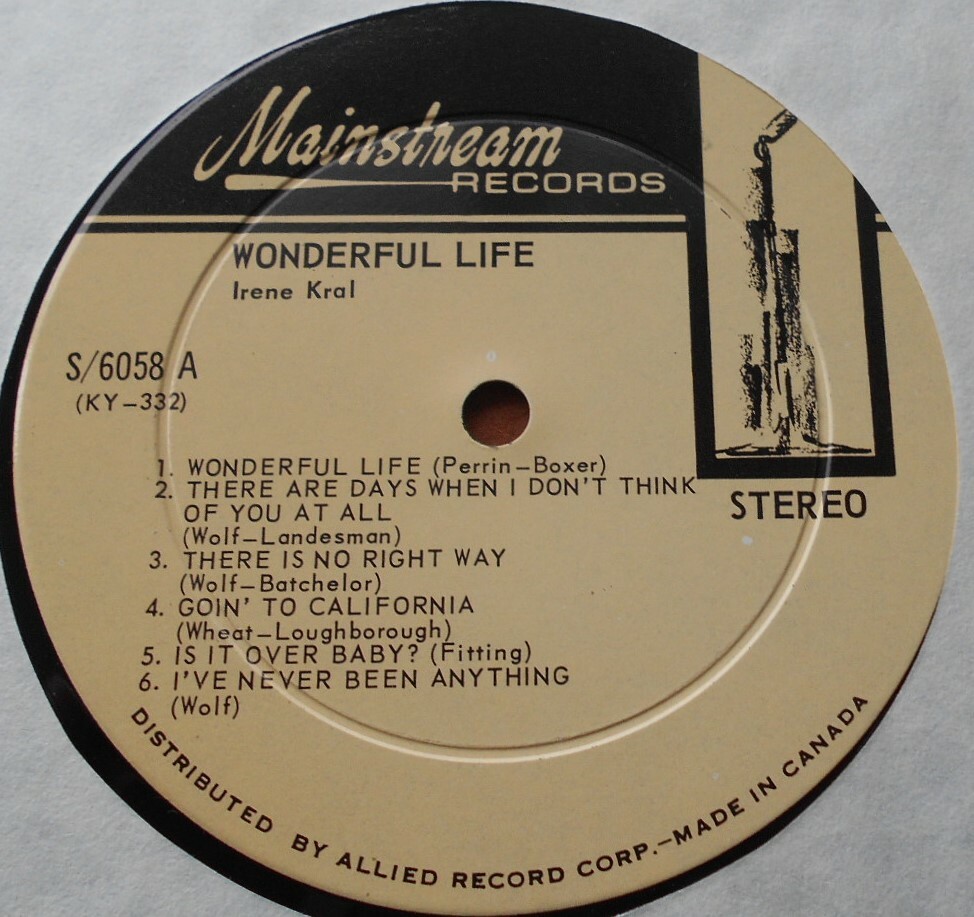 Mainstream
RECORDS
WONDERFUL LIFE
Irene Kral
S/6058 A
(KY-332)
1. WONDERFUL LIFE (Perrin-Boxer)
2. THERE ARE DAYS WHEN I DON'T THINK
OF YOU AT ALL
(Wolf-Landesman)
3. THERE IS NO RIGHT WAY
(Wolf-Batchelor)
4. GOIN' TO CALIFORNIA
(Wheat-Loughborough)
5. IS IT OVER BABY? (Fitting)
6. I'VE NEVER BEEN ANYTHING
(Wolf)
STEREO
DISTRIBUTED BY ALLIED RECORD CORP.-MADE IN CANADA